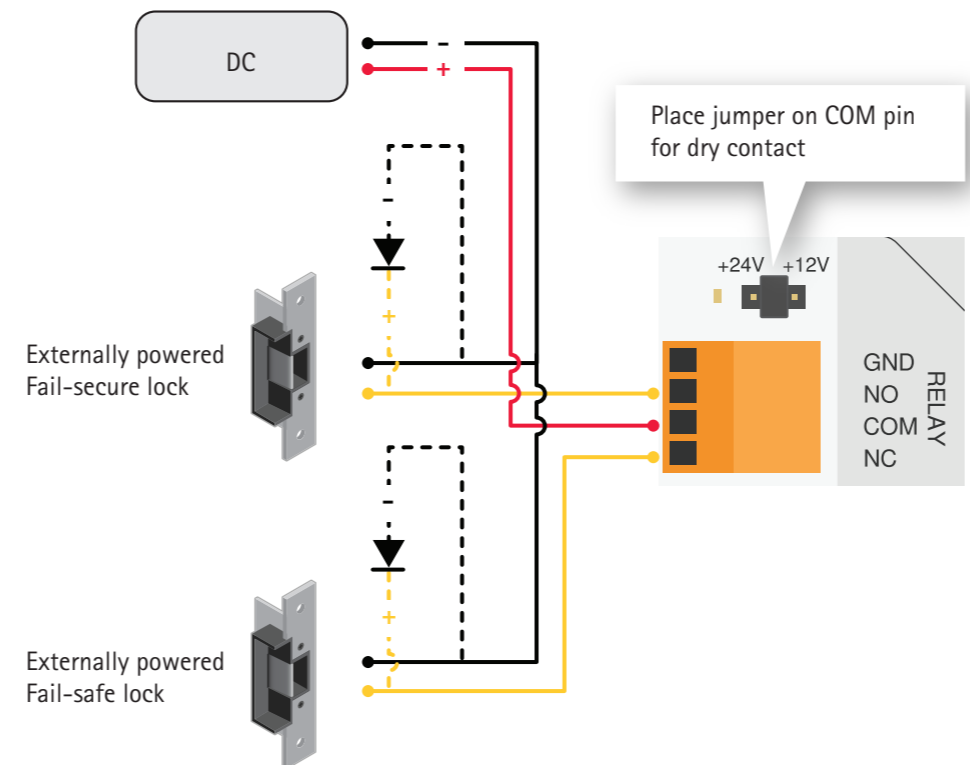 DC
-
+
Place jumper on COM pin
for dry contact
-
+24V +12V
+
Externally powered
Fail-secure lock
GND
NO
COM
NC
RELAY
-
+
Externally powered
Fail-safe lock